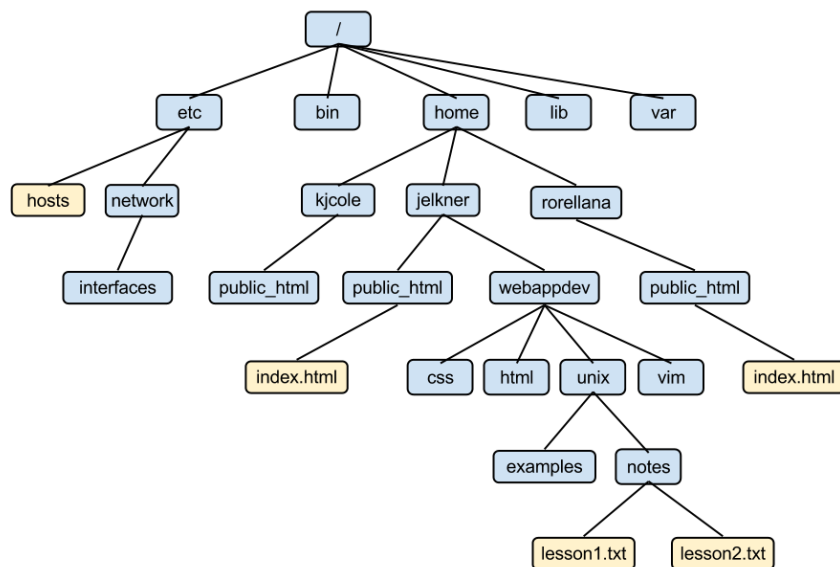 /
etc
bin
home
lib
var
hosts
network
kjcole
jelkner
rorellana
interfaces
public_html
public_html
webappdev
public_html
index.html
css
html
unix
vim
index.html
examples
notes
lesson1.txt
lesson2.txt